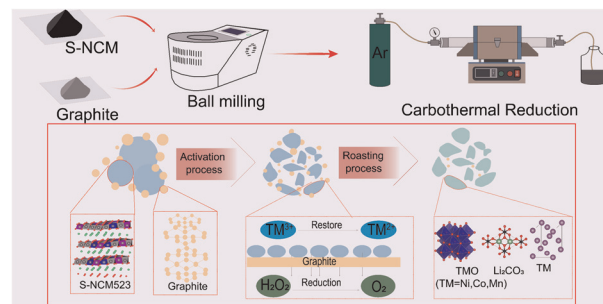 S-NCM
Graphite
Ball milling
Ar
Carbothermal Reduction
Activation
process
Roasting
process
S-NCM523
Graphite
TM³⁺
Restore
TM²⁺
Graphite
H₂O₂
Reduction
O₂
TMO
Li₂CO₃
TM
(TM=Ni,Co,Mn)